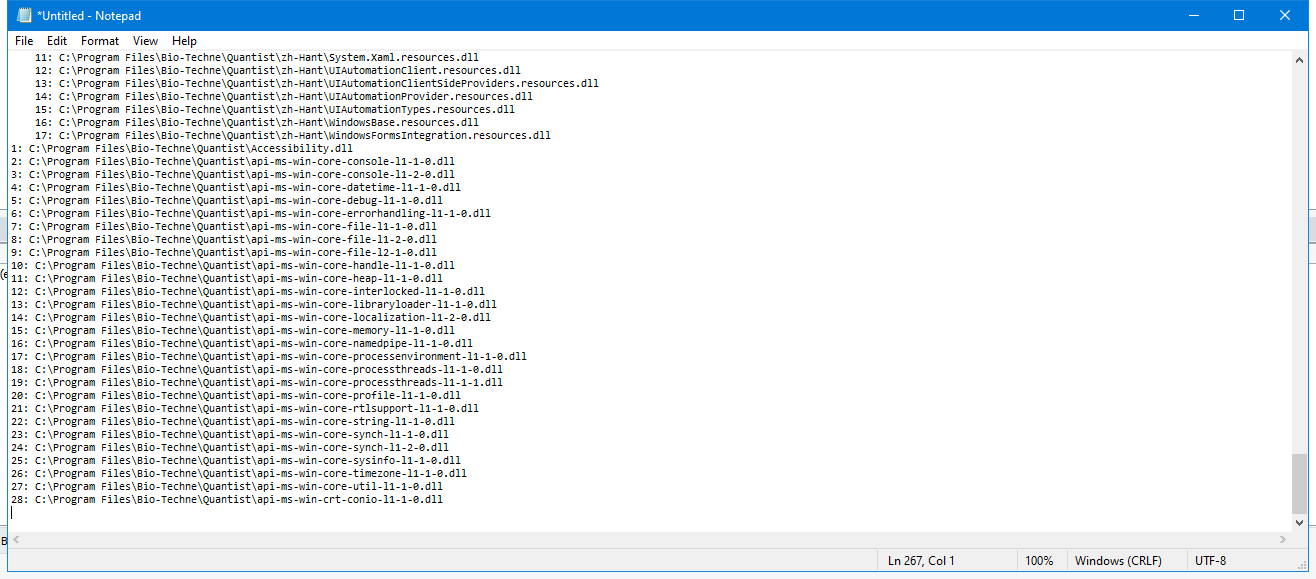 *Untitled - Notepad
File Edit Format View Help
11: C:\Program Files\Bio-Techne\Quantist\zh-Hant\System.Xaml.resources.dll
12: C:\Program Files\Bio-Techne\Quantist\zh-Hant\UIAutomationClient.resources.dll
13: C:\Program Files\Bio-Techne\Quantist\zh-Hant\UIAutomationClientSideProviders.resources.dll
14: C:\Program Files\Bio-Techne\Quantist\zh-Hant\UIAutomationProvider.resources.dll
15: C:\Program Files\Bio-Techne\Quantist\zh-Hant\UIAutomationTypes.resources.dll
16: C:\Program Files\Bio-Techne\Quantist\zh-Hant\WindowsBase.resources.dll
17: C:\Program Files\Bio-Techne\Quantist\zh-Hant\WindowsFormsIntegration.resources.dll
1: C:\Program Files\Bio-Techne\Quantist\Accessibility.dll
2: C:\Program Files\Bio-Techne\Quantist\api-ms-win-core-console-l1-1-0.dll
3: C:\Program Files\Bio-Techne\Quantist\api-ms-win-core-console-l1-2-0.dll
4: C:\Program Files\Bio-Techne\Quantist\api-ms-win-core-datetime-l1-1-0.dll
5: C:\Program Files\Bio-Techne\Quantist\api-ms-win-core-debug-l1-1-0.dll
6: C:\Program Files\Bio-Techne\Quantist\api-ms-win-core-errorhandling-l1-1-0.dll
7: C:\Program Files\Bio-Techne\Quantist\api-ms-win-core-file-l1-1-0.dll
8: C:\Program Files\Bio-Techne\Quantist\api-ms-win-core-file-l1-2-0.dll
9: C:\Program Files\Bio-Techne\Quantist\api-ms-win-core-file-l2-1-0.dll
10: C:\Program Files\Bio-Techne\Quantist\api-ms-win-core-handle-l1-1-0.dll
11: C:\Program Files\Bio-Techne\Quantist\api-ms-win-core-heap-l1-1-0.dll
12: C:\Program Files\Bio-Techne\Quantist\api-ms-win-core-interlocked-l1-1-0.dll
13: C:\Program Files\Bio-Techne\Quantist\api-ms-win-core-libraryloader-l1-1-0.dll
14: C:\Program Files\Bio-Techne\Quantist\api-ms-win-core-localization-l1-2-0.dll
15: C:\Program Files\Bio-Techne\Quantist\api-ms-win-core-memory-l1-1-0.dll
16: C:\Program Files\Bio-Techne\Quantist\api-ms-win-core-namedpipe-l1-1-0.dll
17: C:\Program Files\Bio-Techne\Quantist\api-ms-win-core-processenvironment-l1-1-0.dll
18: C:\Program Files\Bio-Techne\Quantist\api-ms-win-core-processthreads-l1-1-0.dll
19: C:\Program Files\Bio-Techne\Quantist\api-ms-win-core-processthreads-l1-1-1.dll
20: C:\Program Files\Bio-Techne\Quantist\api-ms-win-core-profile-l1-1-0.dll
21: C:\Program Files\Bio-Techne\Quantist\api-ms-win-core-rtlsupport-l1-1-0.dll
22: C:\Program Files\Bio-Techne\Quantist\api-ms-win-core-string-l1-1-0.dll
23: C:\Program Files\Bio-Techne\Quantist\api-ms-win-core-synch-l1-1-0.dll
24: C:\Program Files\Bio-Techne\Quantist\api-ms-win-core-synch-l1-2-0.dll
25: C:\Program Files\Bio-Techne\Quantist\api-ms-win-core-sysinfo-l1-1-0.dll
26: C:\Program Files\Bio-Techne\Quantist\api-ms-win-core-timezone-l1-1-0.dll
27: C:\Program Files\Bio-Techne\Quantist\api-ms-win-core-util-l1-1-0.dll
28: C:\Program Files\Bio-Techne\Quantist\api-ms-win-crt-conio-l1-1-0.dll
Ln 267, Col 1 100% Windows (CRLF) UTF-8